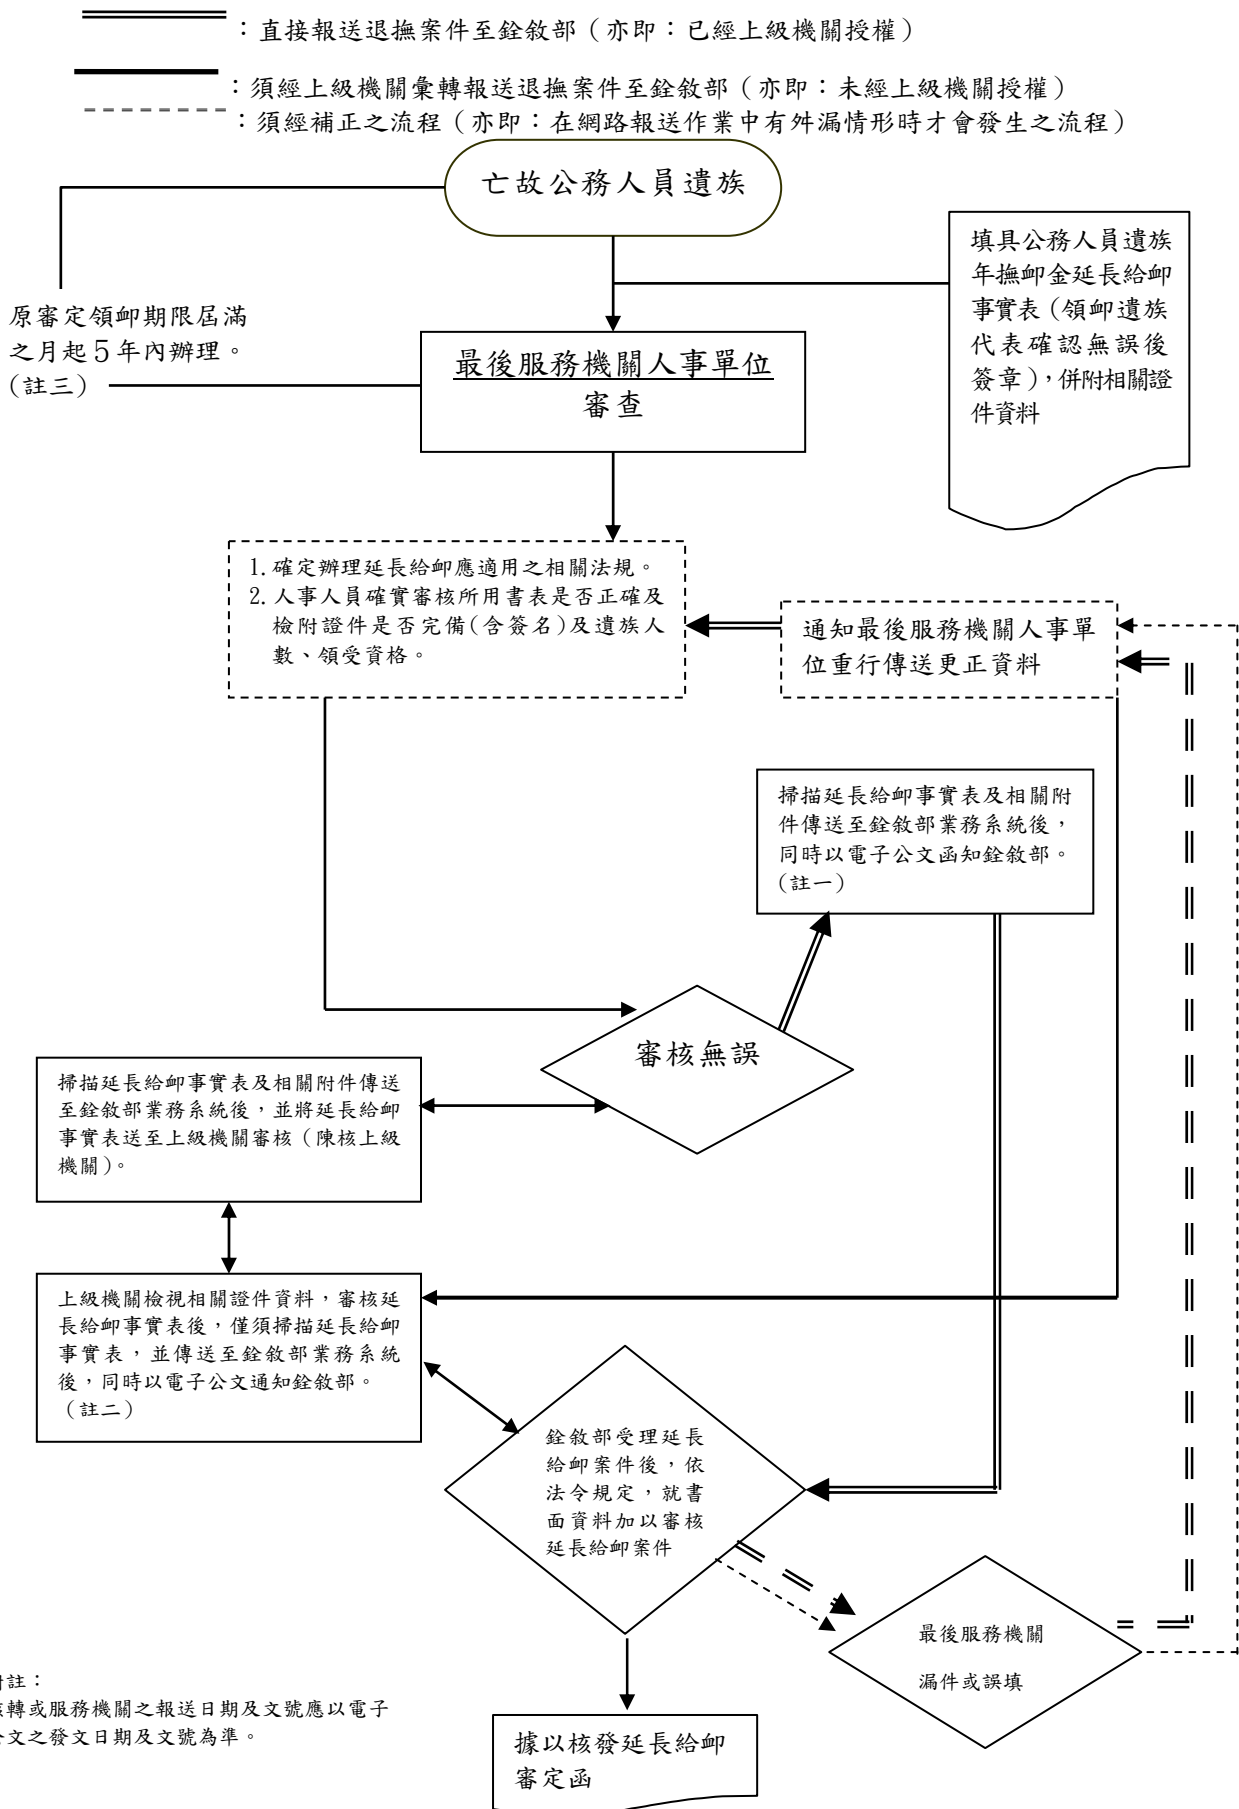 ：直接報送退撫案件至銓敘部（亦即：已經上級機關授權）
：須經上級機關彙轉報送退撫案件至銓敘部（亦即：未經上級機關授權）
：須經補正之流程（亦即：在網路報送作業中有舛漏情形時才會發生之流程）
亡故公務人員遺族
填具公務人員遺族
年撫卹金延長給卹
事實表（領卹遺族
代表確認無誤後
簽章），併附相關證
件資料
原審定領卹期限屆滿
之月起５年內辦理。
(註三)
最後服務機關人事單位
審查
1. 確定辦理延長給卹應適用之相關法規。
2. 人事人員確實審核所用書表是否正確及
檢附證件是否完備(含簽名)及遺族人
數、領受資格。
通知最後服務機關人事單
位重行傳送更正資料
掃描延長給卹事實表及相關附
件傳送至銓敘部業務系統後，
同時以電子公文函知銓敘部。
(註一)
審核無誤
掃描延長給卹事實表及相關附件傳送
至銓敘部業務系統後，並將延長給卹
事實表送至上級機關審核（陳核上級
機關）。
上級機關檢視相關證件資料，審核延
長給卹事實表後，僅須掃描延長給卹
事實表，並傳送至銓敘部業務系統
後，同時以電子公文通知銓敘部。
（註二）
銓敘部受理延長
給卹案件後，依
法令規定，就書
面資料加以審核
延長給卹案件
最後服務機關
漏件或誤填
附註：
核轉或服務機關之報送日期及文號應以電子
公文之發文日期及文號為準。
據以核發延長給卹
審定函